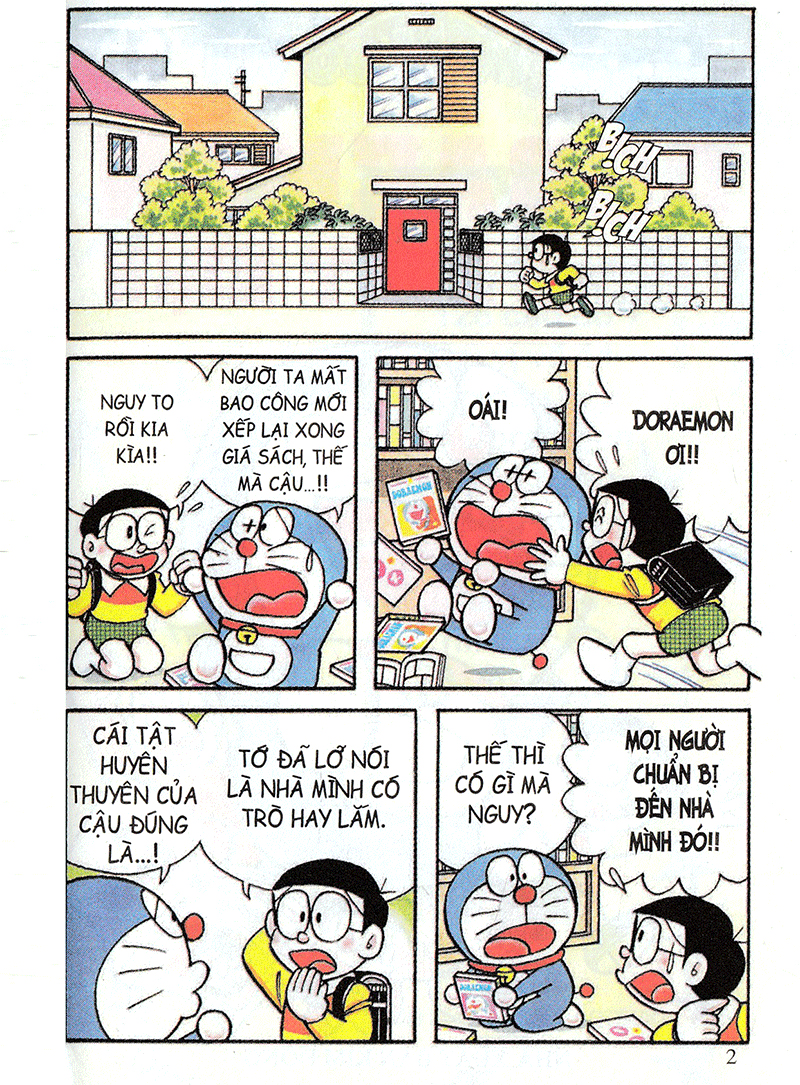 BỊCH
BỊCH
DORAEMON
ƠI!!
OÁI!
DORAEMON
NGƯỜI TA MẤT
BAO CÔNG MỚI
XẾP LẠI XONG
GIÁ SÁCH, THẾ
MÀ CẬU...!!
NGUY TO
RỒI KIA
KÌA!!
MỌI NGƯỜI
CHUẨN BỊ
ĐẾN NHÀ
MÌNH ĐÓ!!
THẾ THÌ
CÓ GÌ MÀ
NGUY?
DORAEMON
TỚ ĐÃ LỠ NÓI
LÀ NHÀ MÌNH CÓ
TRÒ HAY LẮM.
CÁI TẬT
HUYÊN
THUYÊN CỦA
CẬU ĐÚNG
LÀ...!
2